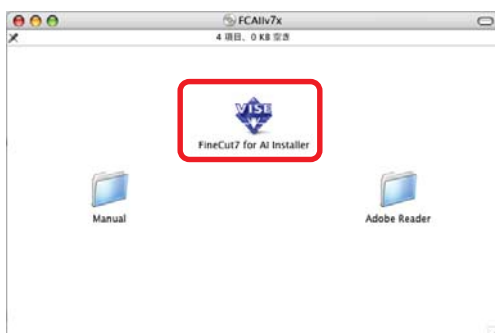 FCAIIv7x
4 項目、0 KB 空き
VISE
FineCut7 for AI Installer
Manual
Adobe Reader